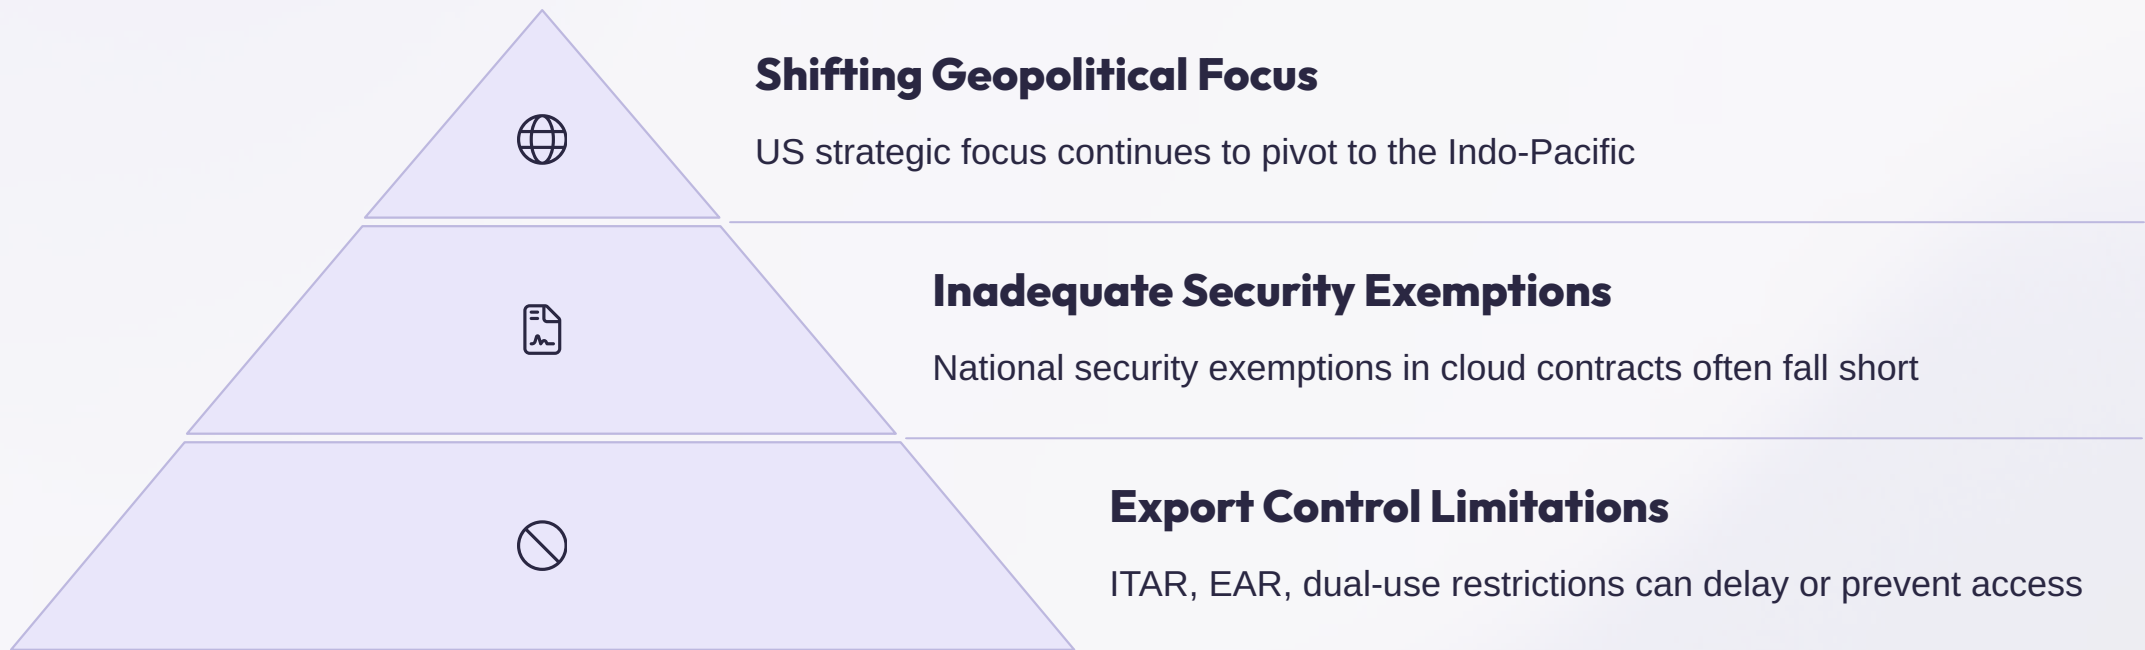 Shifting Geopolitical Focus
US strategic focus continues to pivot to the Indo-Pacific
Inadequate Security Exemptions
National security exemptions in cloud contracts often fall short
Export Control Limitations
ITAR, EAR, dual-use restrictions can delay or prevent access